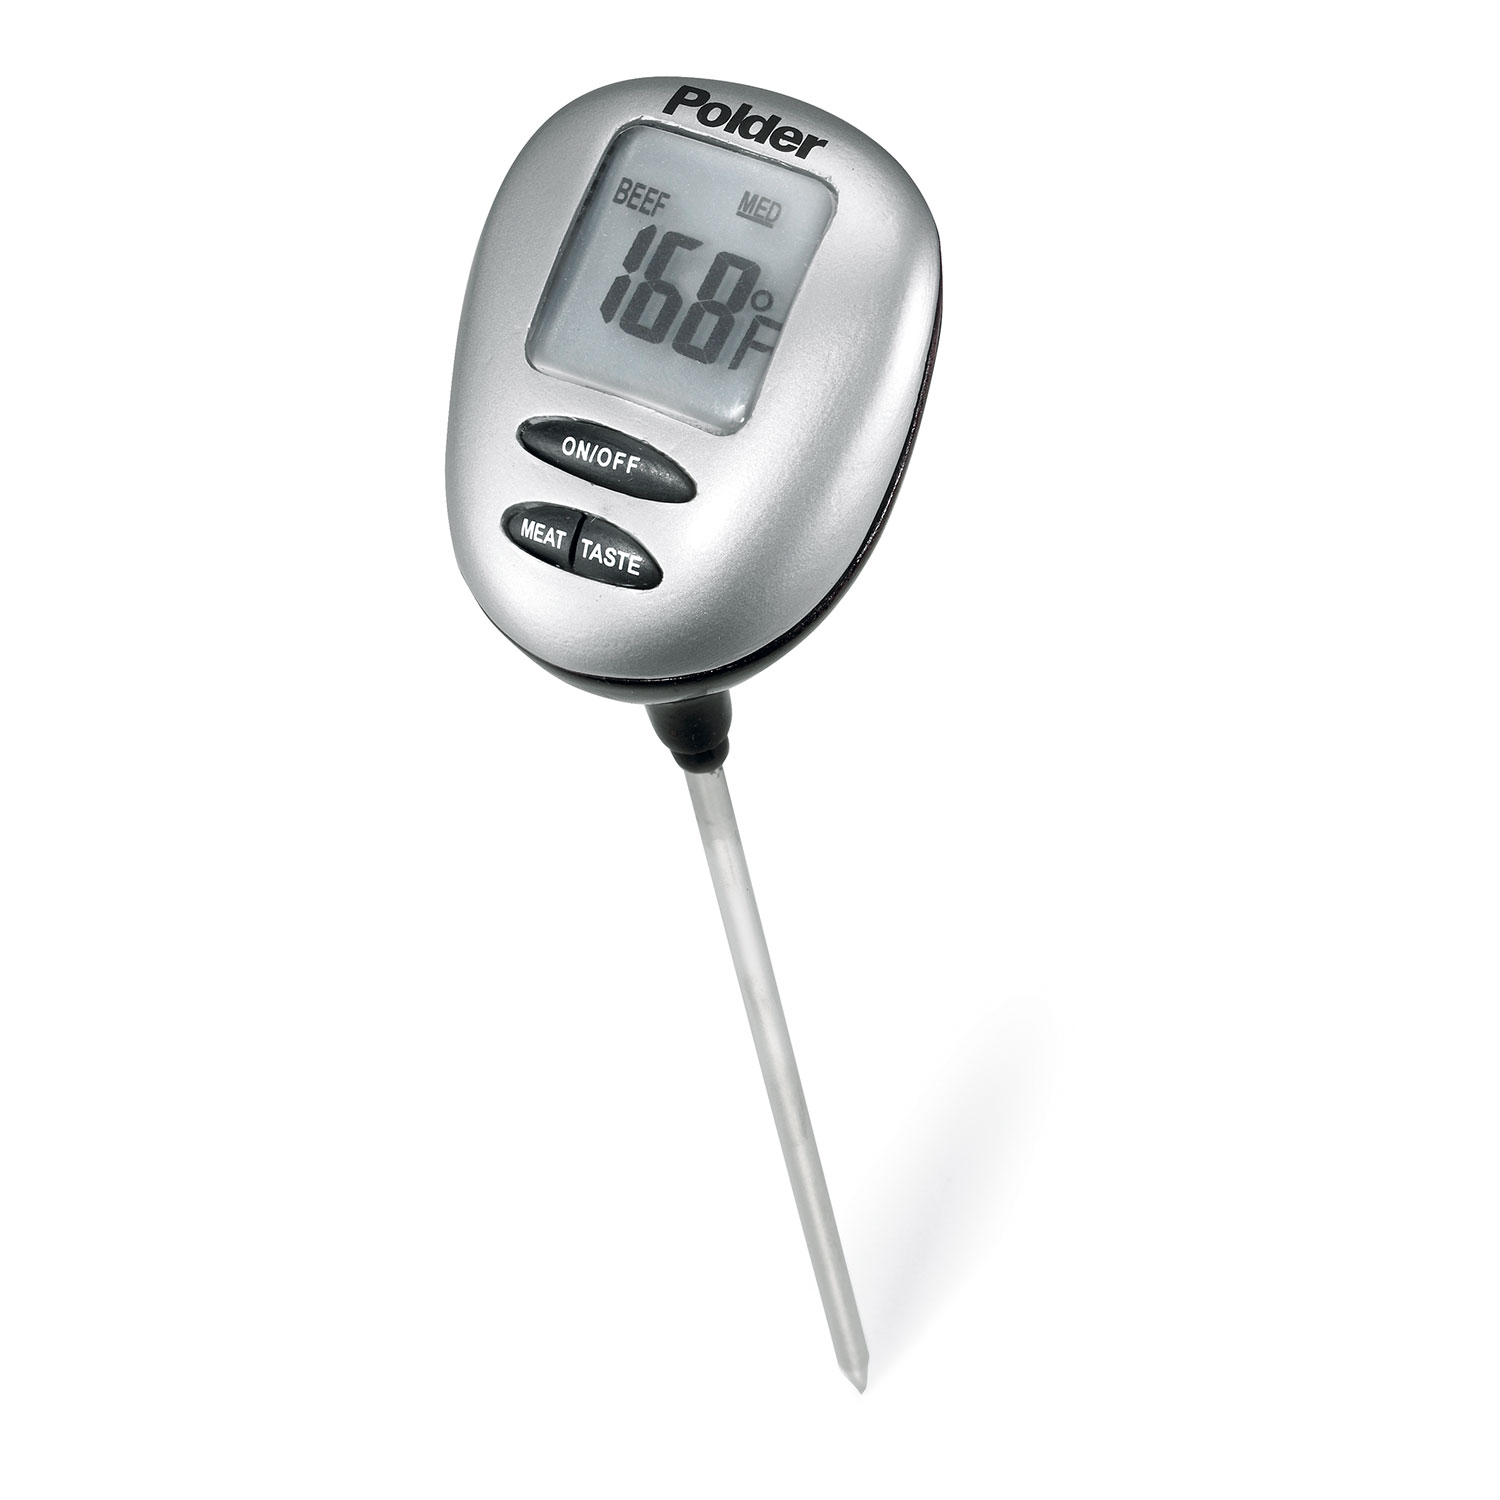 Polder
BEEF MED
168°F
ON/OFF
MEAT TASTE